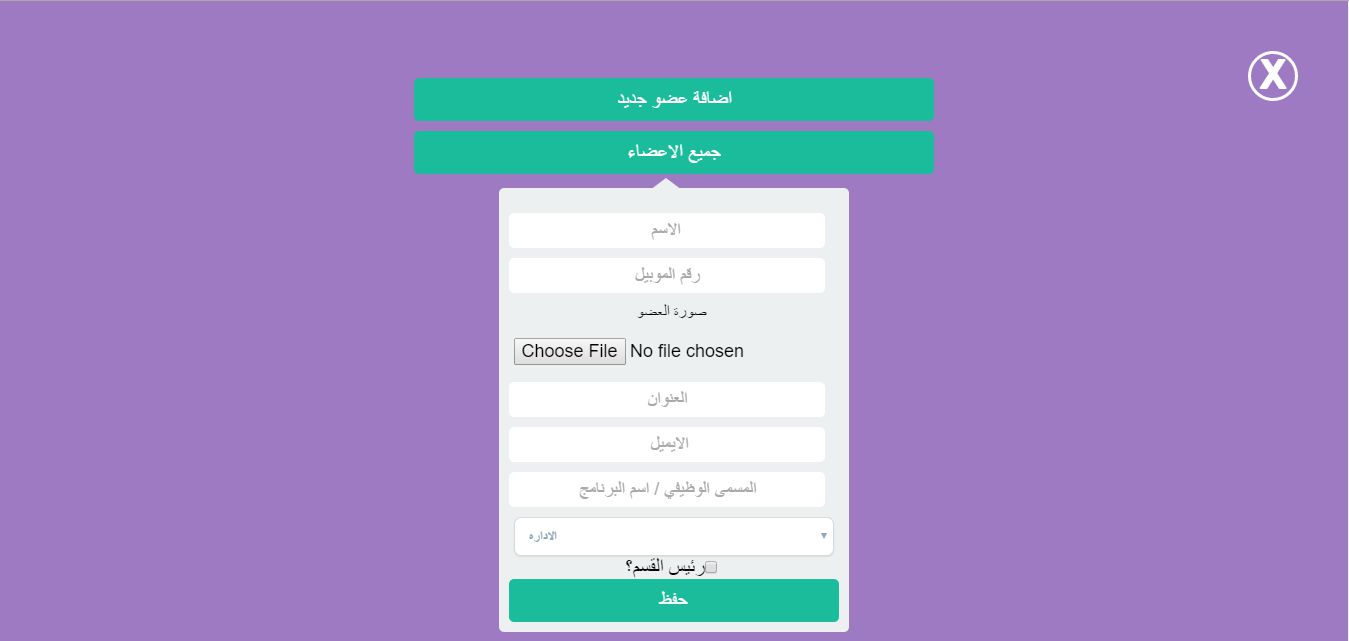 X
اضافة عضو جديد
جميع الاعضاء
الاسم
رقم الموبيل
صورة العضو
Choose File No file chosen
العنوان
الايميل
المسمى الوظيفي / اسم البرنامج
الاداره
رئيس القسم؟
حفظ